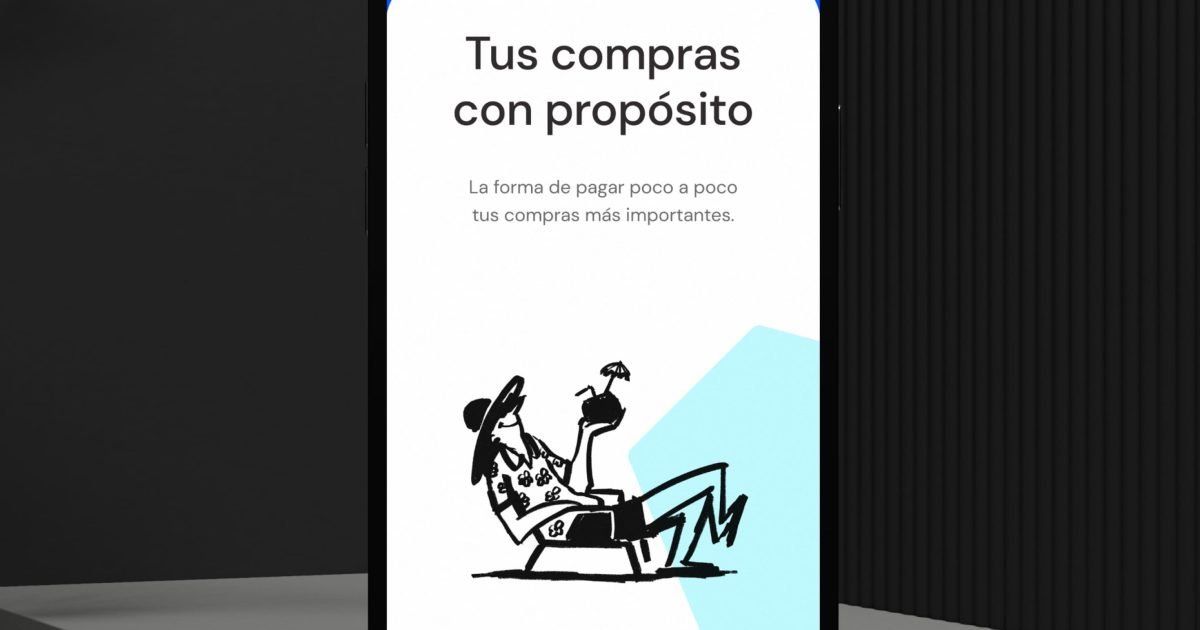 Tus compras
con propósito
La forma de pagar poco a poco
tus compras más importantes.